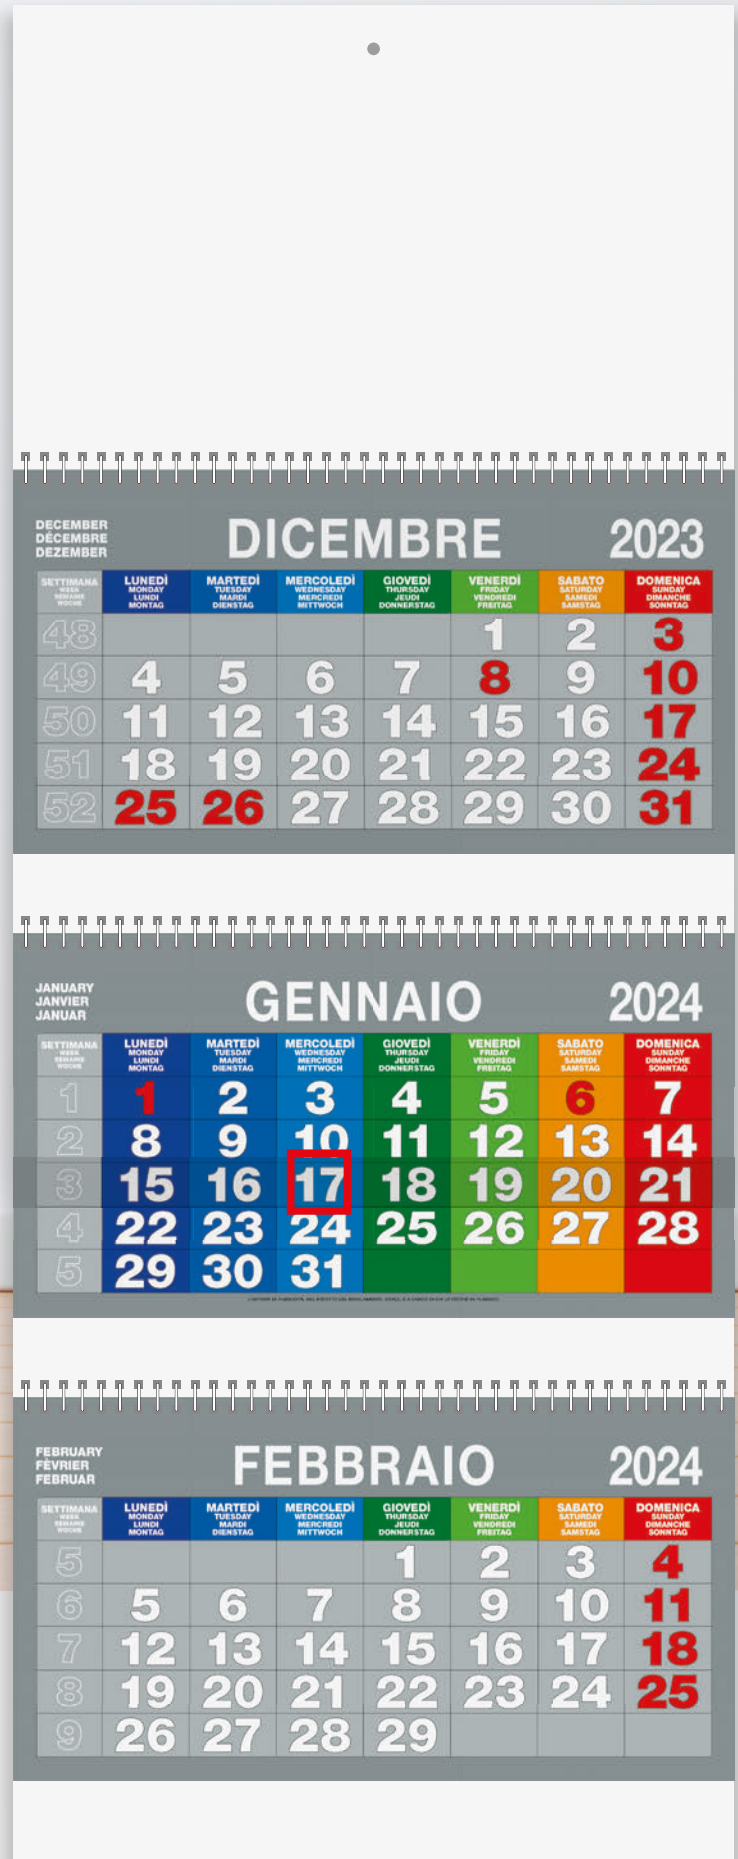 DECEMBER
DÉCEMBRE
DEZEMBER
DICEMBRE 2023
SETTIMANA LUNEDÌ MARTEDÌ MERCOLEDÌ GIOVEDÌ VENERDÌ SABATO DOMENICA
WEEK MONDAY TUESDAY WEDNESDAY THURSDAY FRIDAY SATURDAY SUNDAY
SEMAINE LUNDI MARDI MERCREDI JEUDI VENDREDI SAMEDI DIMANCHE
WOCHE MONTAG DIENSTAG MITTWOCH DONNERSTAG FREITAG SAMSTAG SONNTAG
48 1 2 3
49 4 5 6 7 8 9 10
50 11 12 13 14 15 16 17
51 18 19 20 21 22 23 24
52 25 26 27 28 29 30 31
JANUARY
JANVIER
JANUAR
GENNAIO 2024
SETTIMANA LUNEDÌ MARTEDÌ MERCOLEDÌ GIOVEDÌ VENERDÌ SABATO DOMENICA
WEEK MONDAY TUESDAY WEDNESDAY THURSDAY FRIDAY SATURDAY SUNDAY
SEMAINE LUNDI MARDI MERCREDI JEUDI VENDREDI SAMEDI DIMANCHE
WOCHE MONTAG DIENSTAG MITTWOCH DONNERSTAG FREITAG SAMSTAG SONNTAG
1 1 2 3 4 5 6 7
2 8 9 10 11 12 13 14
3 15 16 17 18 19 20 21
4 22 23 24 25 26 27 28
5 29 30 31
FEBRUARY
FÈVRIER
FEBRUAR
FEBBRAIO 2024
SETTIMANA LUNEDÌ MARTEDÌ MERCOLEDÌ GIOVEDÌ VENERDÌ SABATO DOMENICA
WEEK MONDAY TUESDAY WEDNESDAY THURSDAY FRIDAY SATURDAY SUNDAY
SEMAINE LUNDI MARDI MERCREDI JEUDI VENDREDI SAMEDI DIMANCHE
WOCHE MONTAG DIENSTAG MITTWOCH DONNERSTAG FREITAG SAMSTAG SONNTAG
5 1 2 3 4
6 5 6 7 8 9 10 11
7 12 13 14 15 16 17 18
8 19 20 21 22 23 24 25
9 26 27 28 29